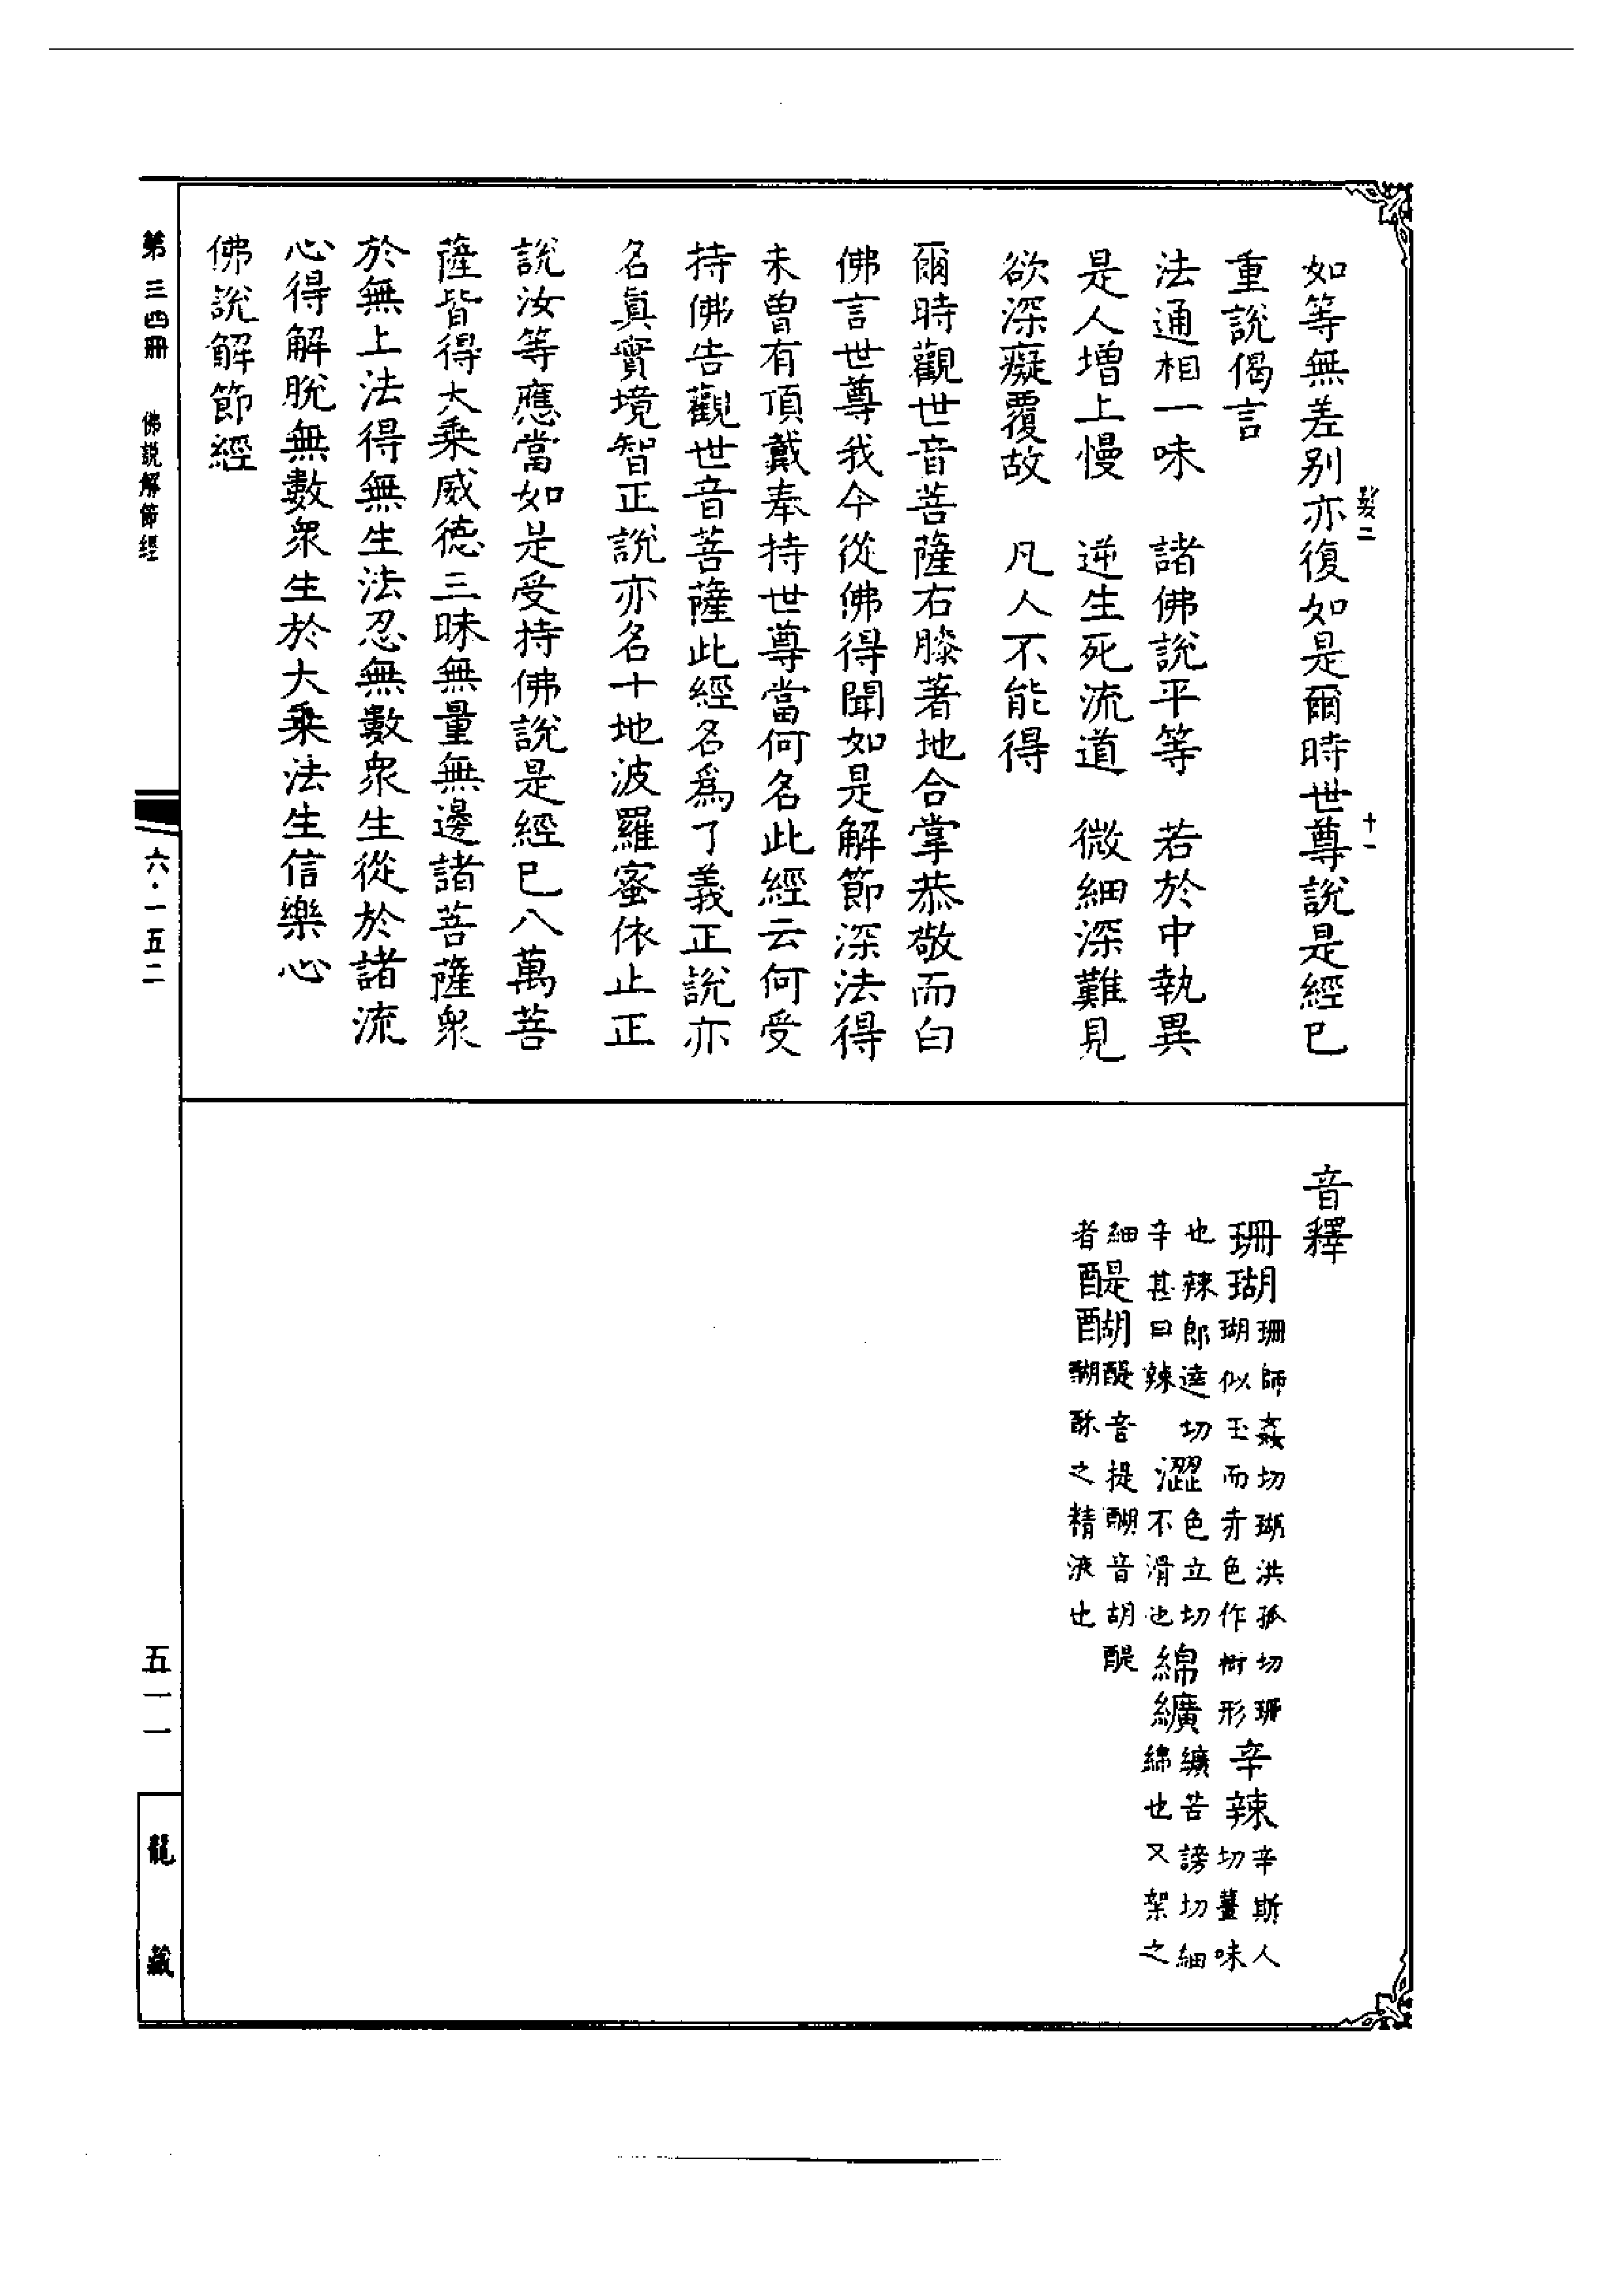 如等無差别亦復如是爾時世尊說是經已
重說偈言
法通相一味　諸佛說平等　若於中執異
是人增上慢　逆生死流道　微細深難見
欲深癡覆故　凡人不能得
爾時觀世音菩薩右膝著地合掌恭敬而白
佛言世尊我今從佛得聞如是解節深法得
未曾有頂戴奉持世尊當何名此經云何受
持佛告觀世音菩薩此經名爲了義正說亦
名眞實境智正說亦名十地波羅蜜依止正
說汝等應當如是受持佛說是經已八萬菩
薩皆得大乘威德三昧無量無邊諸菩薩衆
於無上法得無生法忍無數衆生從於諸流
心得解脫無數衆生於大乘法生信樂心
佛說解節經
二
十一
音釋
珊瑚珊師姦切瑚洪孤切珊瑚似玉而赤色作樹形辛辣辛斯人切薑味
也辣郎達切辛甚曰辣澀色立切不滑也綿纊纊苦謗切細綿也又絮之
細者醍醐醍音提醐音胡醍醐酥之精液也
第三四冊　佛說解節經
六·一五二
五一一
龍藏